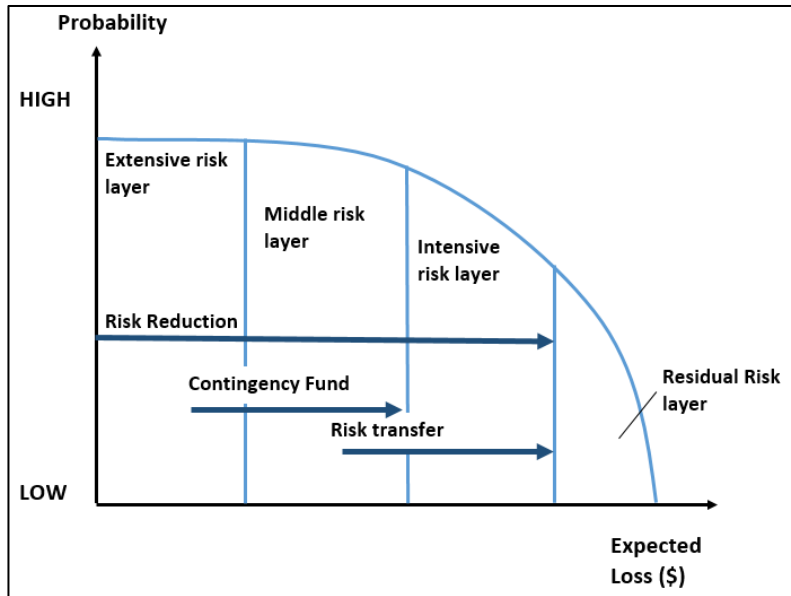 Probability
HIGH
Extensive risk
layer
Middle risk
layer
Intensive
risk layer
Risk Reduction
Contingency Fund
Residual Risk
layer
Risk transfer
LOW
Expected
Loss ($)